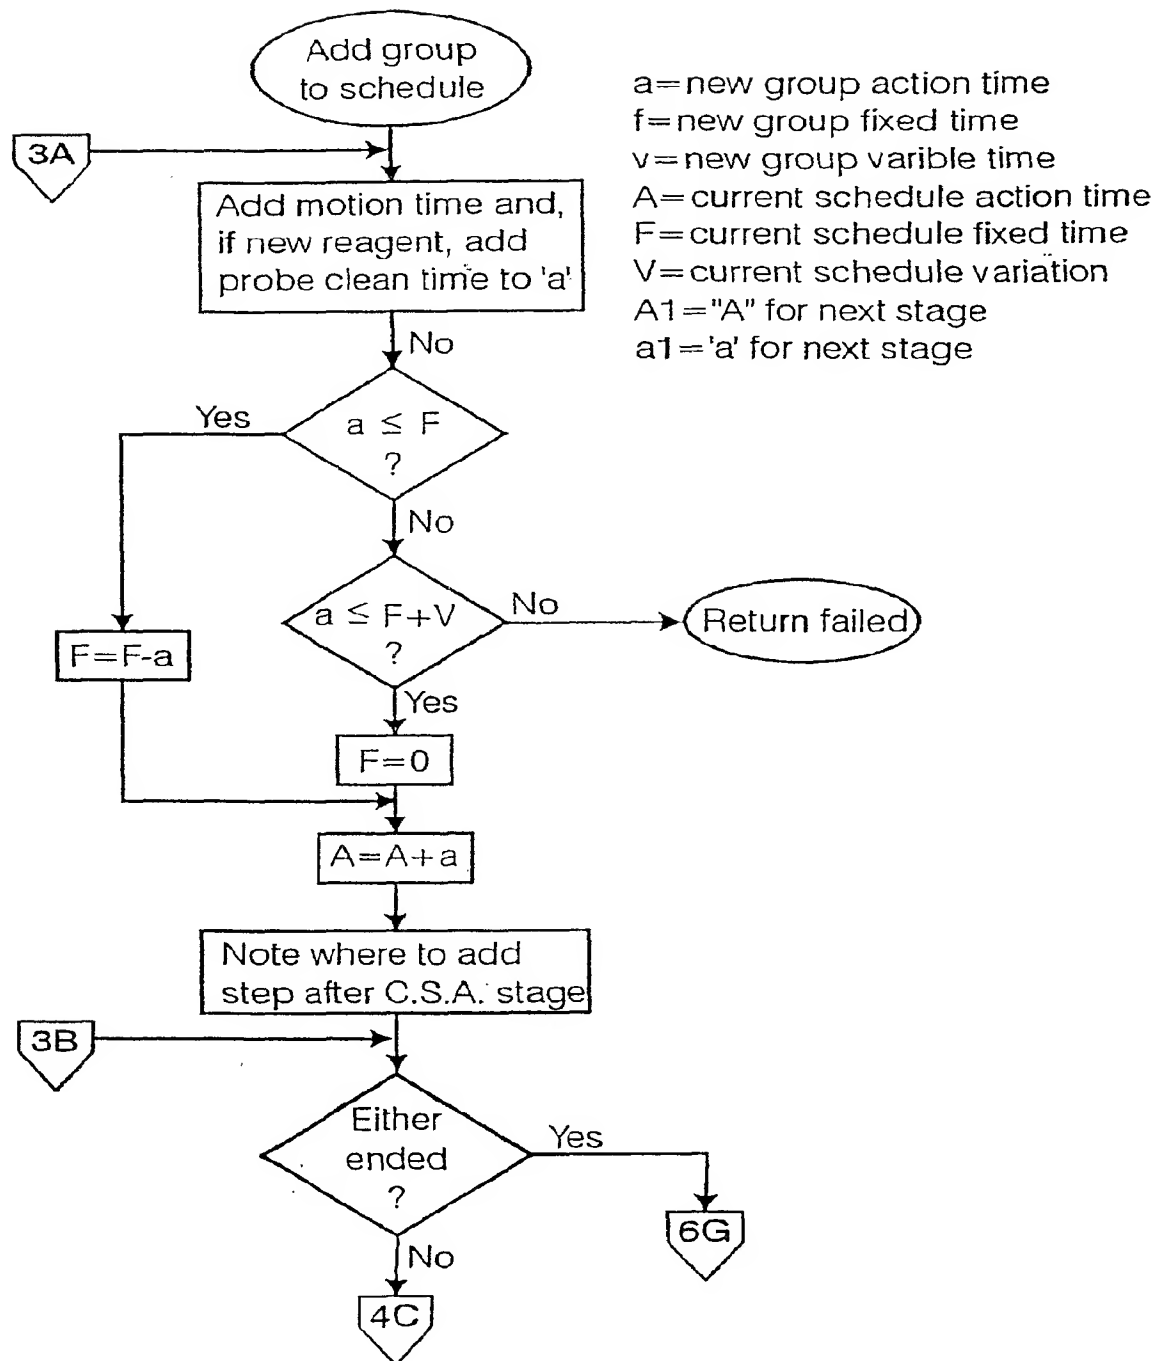 Add group
to schedule
a=new group action time
f=new group fixed time
v=new group varible time
A=current schedule action time
F=current schedule fixed time
V=current schedule variation
A1="A" for next stage
a1='a' for next stage
3A
Add motion time and,
if new reagent, add
probe clean time to 'a'
No
Yes
a ≤ F
?
No
a ≤ F+V
?
No
Return failed
F=F-a
Yes
F=0
A=A+a
Note where to add
step after C.S.A. stage
3B
Either
ended
?
Yes
6G
No
4C